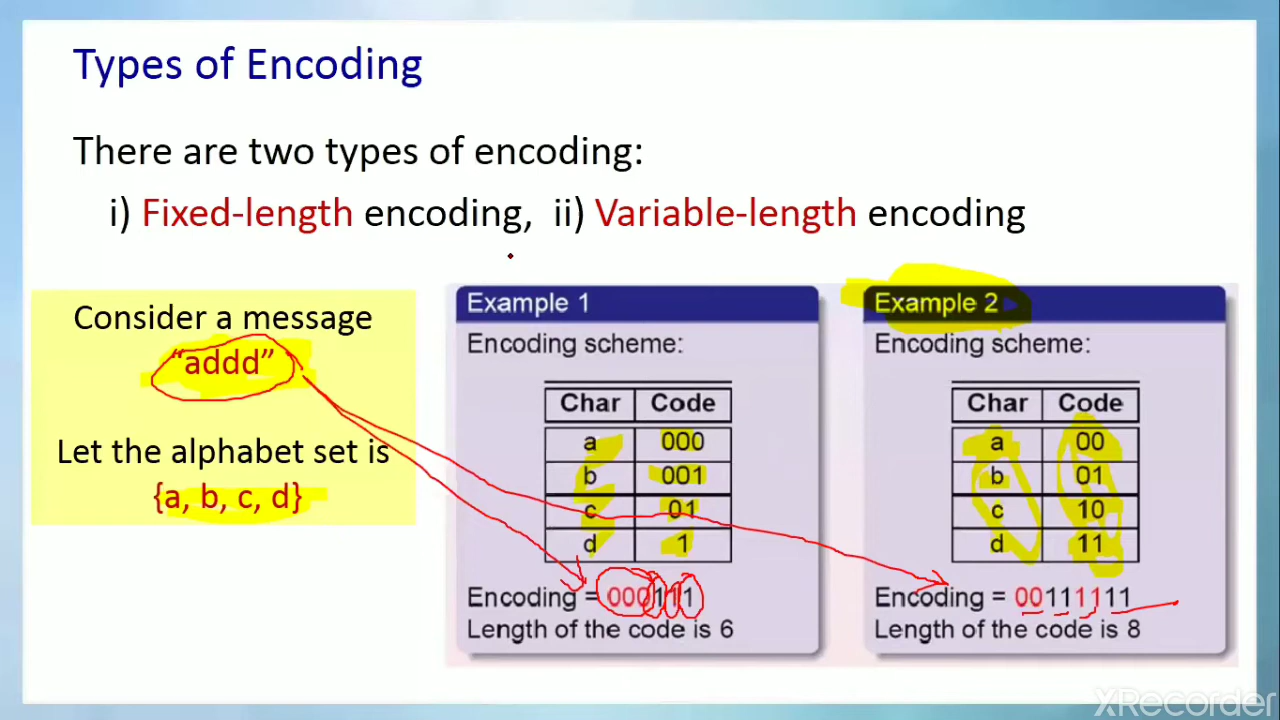 Types of Encoding
There are two types of encoding:
i) Fixed-length encoding, ii) Variable-length encoding
Consider a message
“addd”
Let the alphabet set is
{a, b, c, d}
Example 1
Encoding scheme:
Char Code
a 000
b 001
c 01
d 1
Encoding = 000111
Length of the code is 6
Example 2
Encoding scheme:
Char Code
a 00
b 01
c 10
d 11
Encoding = 00111111
Length of the code is 8
XRecorder